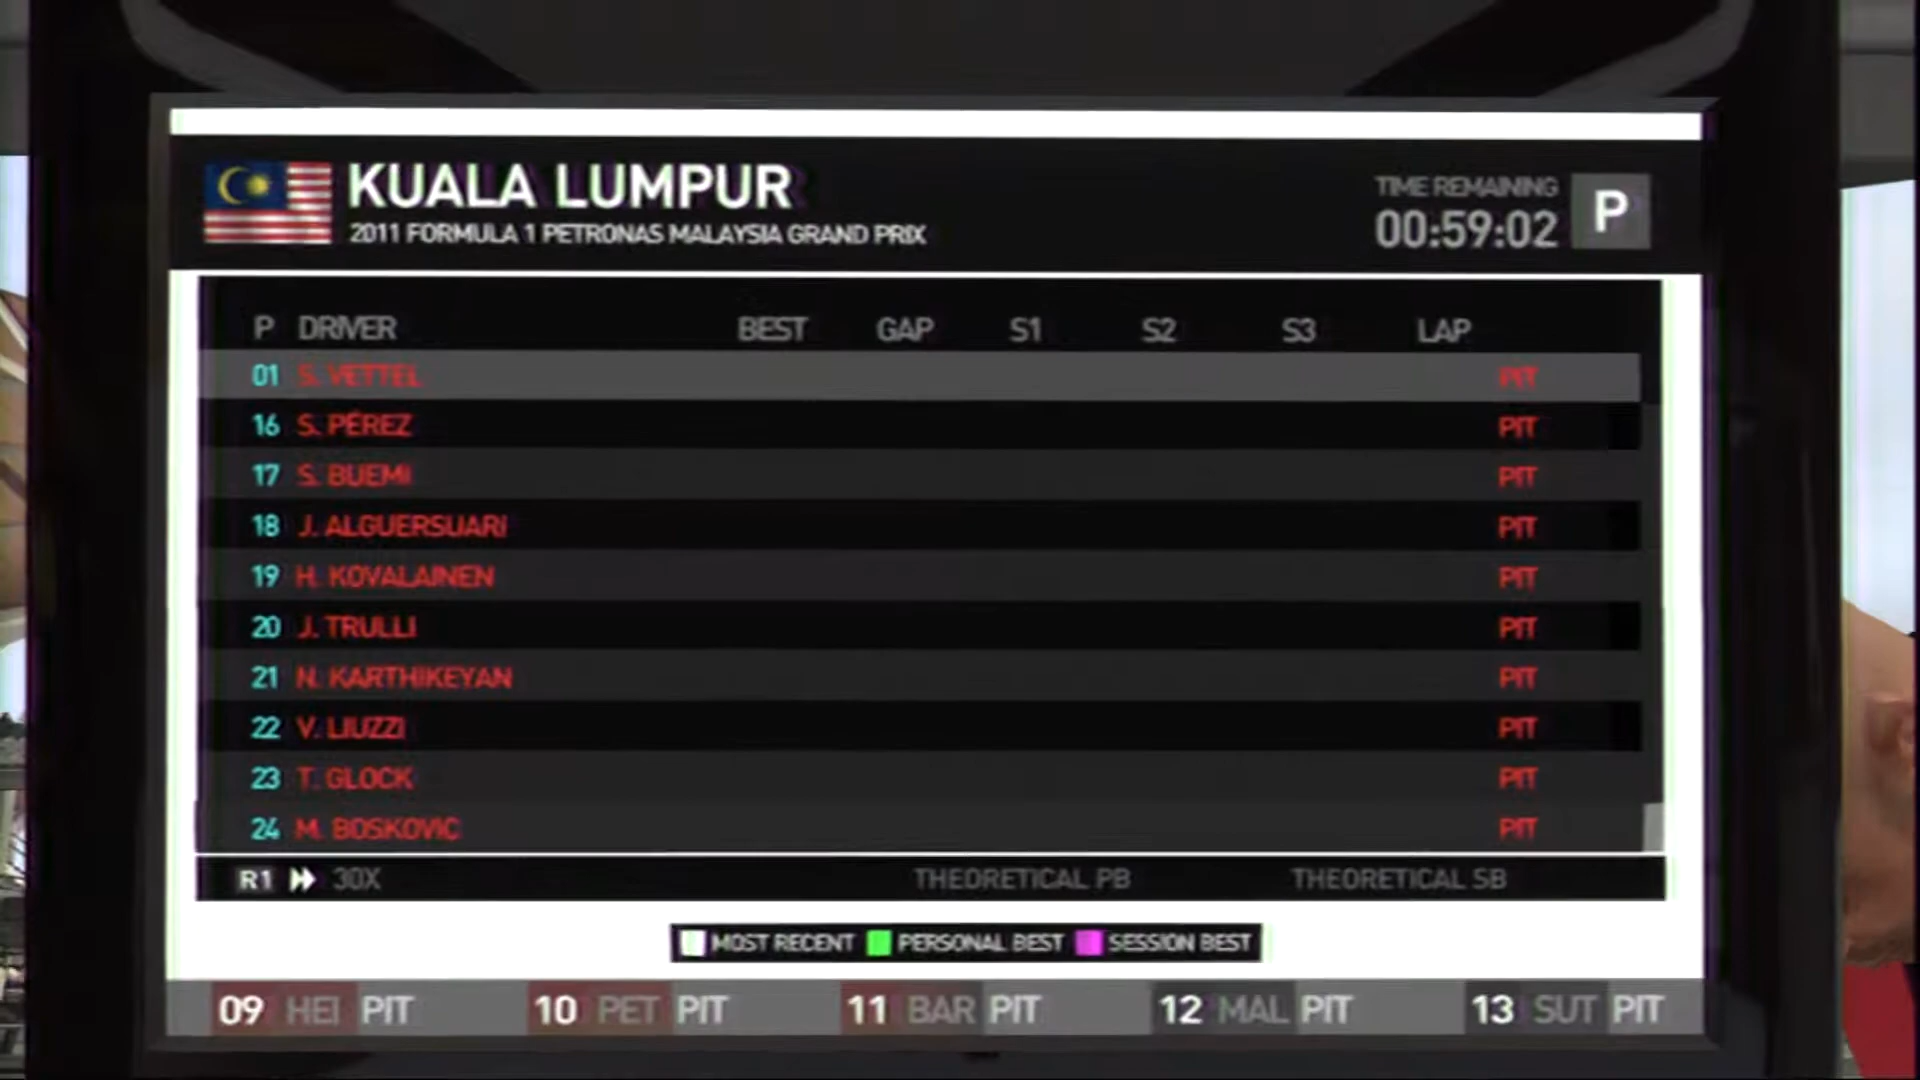 KUALA LUMPUR
2011 FORMULA 1 PETRONAS MALAYSIA GRAND PRIX
TIME REMAINING
00:59:02
P
P DRIVER BEST GAP S1 S2 S3 LAP
01 S. VETTEL PIT
16 S. PÉREZ PIT
17 S. BUEMI PIT
18 J. ALGUERSUARI PIT
19 H. KOVALAINEN PIT
20 J. TRULLI PIT
21 N. KARTHIKEYAN PIT
22 V. LIUZZI PIT
23 T. GLOCK PIT
24 M. BOSKOVIC PIT
R1 30X THEORETICAL PB THEORETICAL SB
MOST RECENT PERSONAL BEST SESSION BEST
09 HEI PIT 10 PET PIT 11 BAR PIT 12 MAL PIT 13 SUT PIT